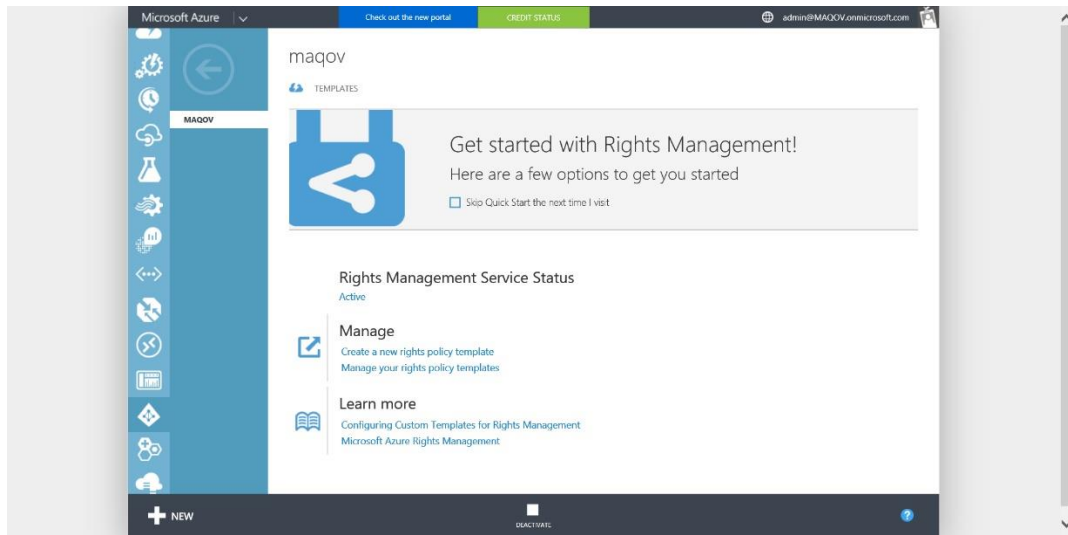 Microsoft Azure
Check out the new portal
CREDIT STATUS
admin@MAQOV.onmicrosoft.com
maqov
TEMPLATES
MAQOV
Get started with Rights Management!
Here are a few options to get you started
Skip Quick Start the next time I visit
Rights Management Service Status
Active
Manage
Create a new rights policy template
Manage your rights policy templates
Learn more
Configuring Custom Templates for Rights Management
Microsoft Azure Rights Management
NEW
DEACTIVATE
?